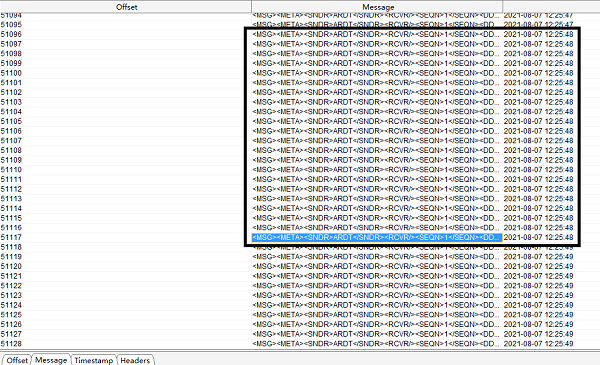 Offset Message
51094 <MSG><META><SNDR>ARDT</SNDR><RCVR/><SEQN>1</SEQN><DD... 2021-08-07 12:25:47
51095 <MSG><META><SNDR>ARDT</SNDR><RCVR/><SEQN>1</SEQN><DD... 2021-08-07 12:25:47
51096 <MSG><META><SNDR>ARDT</SNDR><RCVR/><SEQN>1</SEQN><DD... 2021-08-07 12:25:48
51097 <MSG><META><SNDR>ARDT</SNDR><RCVR/><SEQN>1</SEQN><DD... 2021-08-07 12:25:48
51098 <MSG><META><SNDR>ARDT</SNDR><RCVR/><SEQN>1</SEQN><DD... 2021-08-07 12:25:48
51099 <MSG><META><SNDR>ARDT</SNDR><RCVR/><SEQN>1</SEQN><DD... 2021-08-07 12:25:48
51100 <MSG><META><SNDR>ARDT</SNDR><RCVR/><SEQN>1</SEQN><DD... 2021-08-07 12:25:48
51101 <MSG><META><SNDR>ARDT</SNDR><RCVR/><SEQN>1</SEQN><DD... 2021-08-07 12:25:48
51102 <MSG><META><SNDR>ARDT</SNDR><RCVR/><SEQN>1</SEQN><DD... 2021-08-07 12:25:48
51103 <MSG><META><SNDR>ARDT</SNDR><RCVR/><SEQN>1</SEQN><DD... 2021-08-07 12:25:48
51104 <MSG><META><SNDR>ARDT</SNDR><RCVR/><SEQN>1</SEQN><DD... 2021-08-07 12:25:48
51105 <MSG><META><SNDR>ARDT</SNDR><RCVR/><SEQN>1</SEQN><DD... 2021-08-07 12:25:48
51106 <MSG><META><SNDR>ARDT</SNDR><RCVR/><SEQN>1</SEQN><DD... 2021-08-07 12:25:48
51107 <MSG><META><SNDR>ARDT</SNDR><RCVR/><SEQN>1</SEQN><DD... 2021-08-07 12:25:48
51108 <MSG><META><SNDR>ARDT</SNDR><RCVR/><SEQN>1</SEQN><DD... 2021-08-07 12:25:48
51109 <MSG><META><SNDR>ARDT</SNDR><RCVR/><SEQN>1</SEQN><DD... 2021-08-07 12:25:48
51110 <MSG><META><SNDR>ARDT</SNDR><RCVR/><SEQN>1</SEQN><DD... 2021-08-07 12:25:48
51111 <MSG><META><SNDR>ARDT</SNDR><RCVR/><SEQN>1</SEQN><DD... 2021-08-07 12:25:48
51112 <MSG><META><SNDR>ARDT</SNDR><RCVR/><SEQN>1</SEQN><DD... 2021-08-07 12:25:48
51113 <MSG><META><SNDR>ARDT</SNDR><RCVR/><SEQN>1</SEQN><DD... 2021-08-07 12:25:48
51114 <MSG><META><SNDR>ARDT</SNDR><RCVR/><SEQN>1</SEQN><DD... 2021-08-07 12:25:48
51115 <MSG><META><SNDR>ARDT</SNDR><RCVR/><SEQN>1</SEQN><DD... 2021-08-07 12:25:48
51116 <MSG><META><SNDR>ARDT</SNDR><RCVR/><SEQN>1</SEQN><DD... 2021-08-07 12:25:48
51117 <MSG><META><SNDR>ARDT</SNDR><RCVR/><SEQN>1</SEQN><DD... 2021-08-07 12:25:48
51118 <MSG><META><SNDR>ARDT</SNDR><RCVR/><SEQN>1</SEQN><DD... 2021-08-07 12:25:49
51119 <MSG><META><SNDR>ARDT</SNDR><RCVR/><SEQN>1</SEQN><DD... 2021-08-07 12:25:49
51120 <MSG><META><SNDR>ARDT</SNDR><RCVR/><SEQN>1</SEQN><DD... 2021-08-07 12:25:49
51121 <MSG><META><SNDR>ARDT</SNDR><RCVR/><SEQN>1</SEQN><DD... 2021-08-07 12:25:49
51122 <MSG><META><SNDR>ARDT</SNDR><RCVR/><SEQN>1</SEQN><DD... 2021-08-07 12:25:49
51123 <MSG><META><SNDR>ARDT</SNDR><RCVR/><SEQN>1</SEQN><DD... 2021-08-07 12:25:49
51124 <MSG><META><SNDR>ARDT</SNDR><RCVR/><SEQN>1</SEQN><DD... 2021-08-07 12:25:49
51125 <MSG><META><SNDR>ARDT</SNDR><RCVR/><SEQN>1</SEQN><DD... 2021-08-07 12:25:49
51126 <MSG><META><SNDR>ARDT</SNDR><RCVR/><SEQN>1</SEQN><DD... 2021-08-07 12:25:49
51127 <MSG><META><SNDR>ARDT</SNDR><RCVR/><SEQN>1</SEQN><DD... 2021-08-07 12:25:49
51128 <MSG><META><SNDR>ARDT</SNDR><RCVR/><SEQN>1</SEQN><DD... 2021-08-07 12:25:49
Offset Message Timestamp Headers